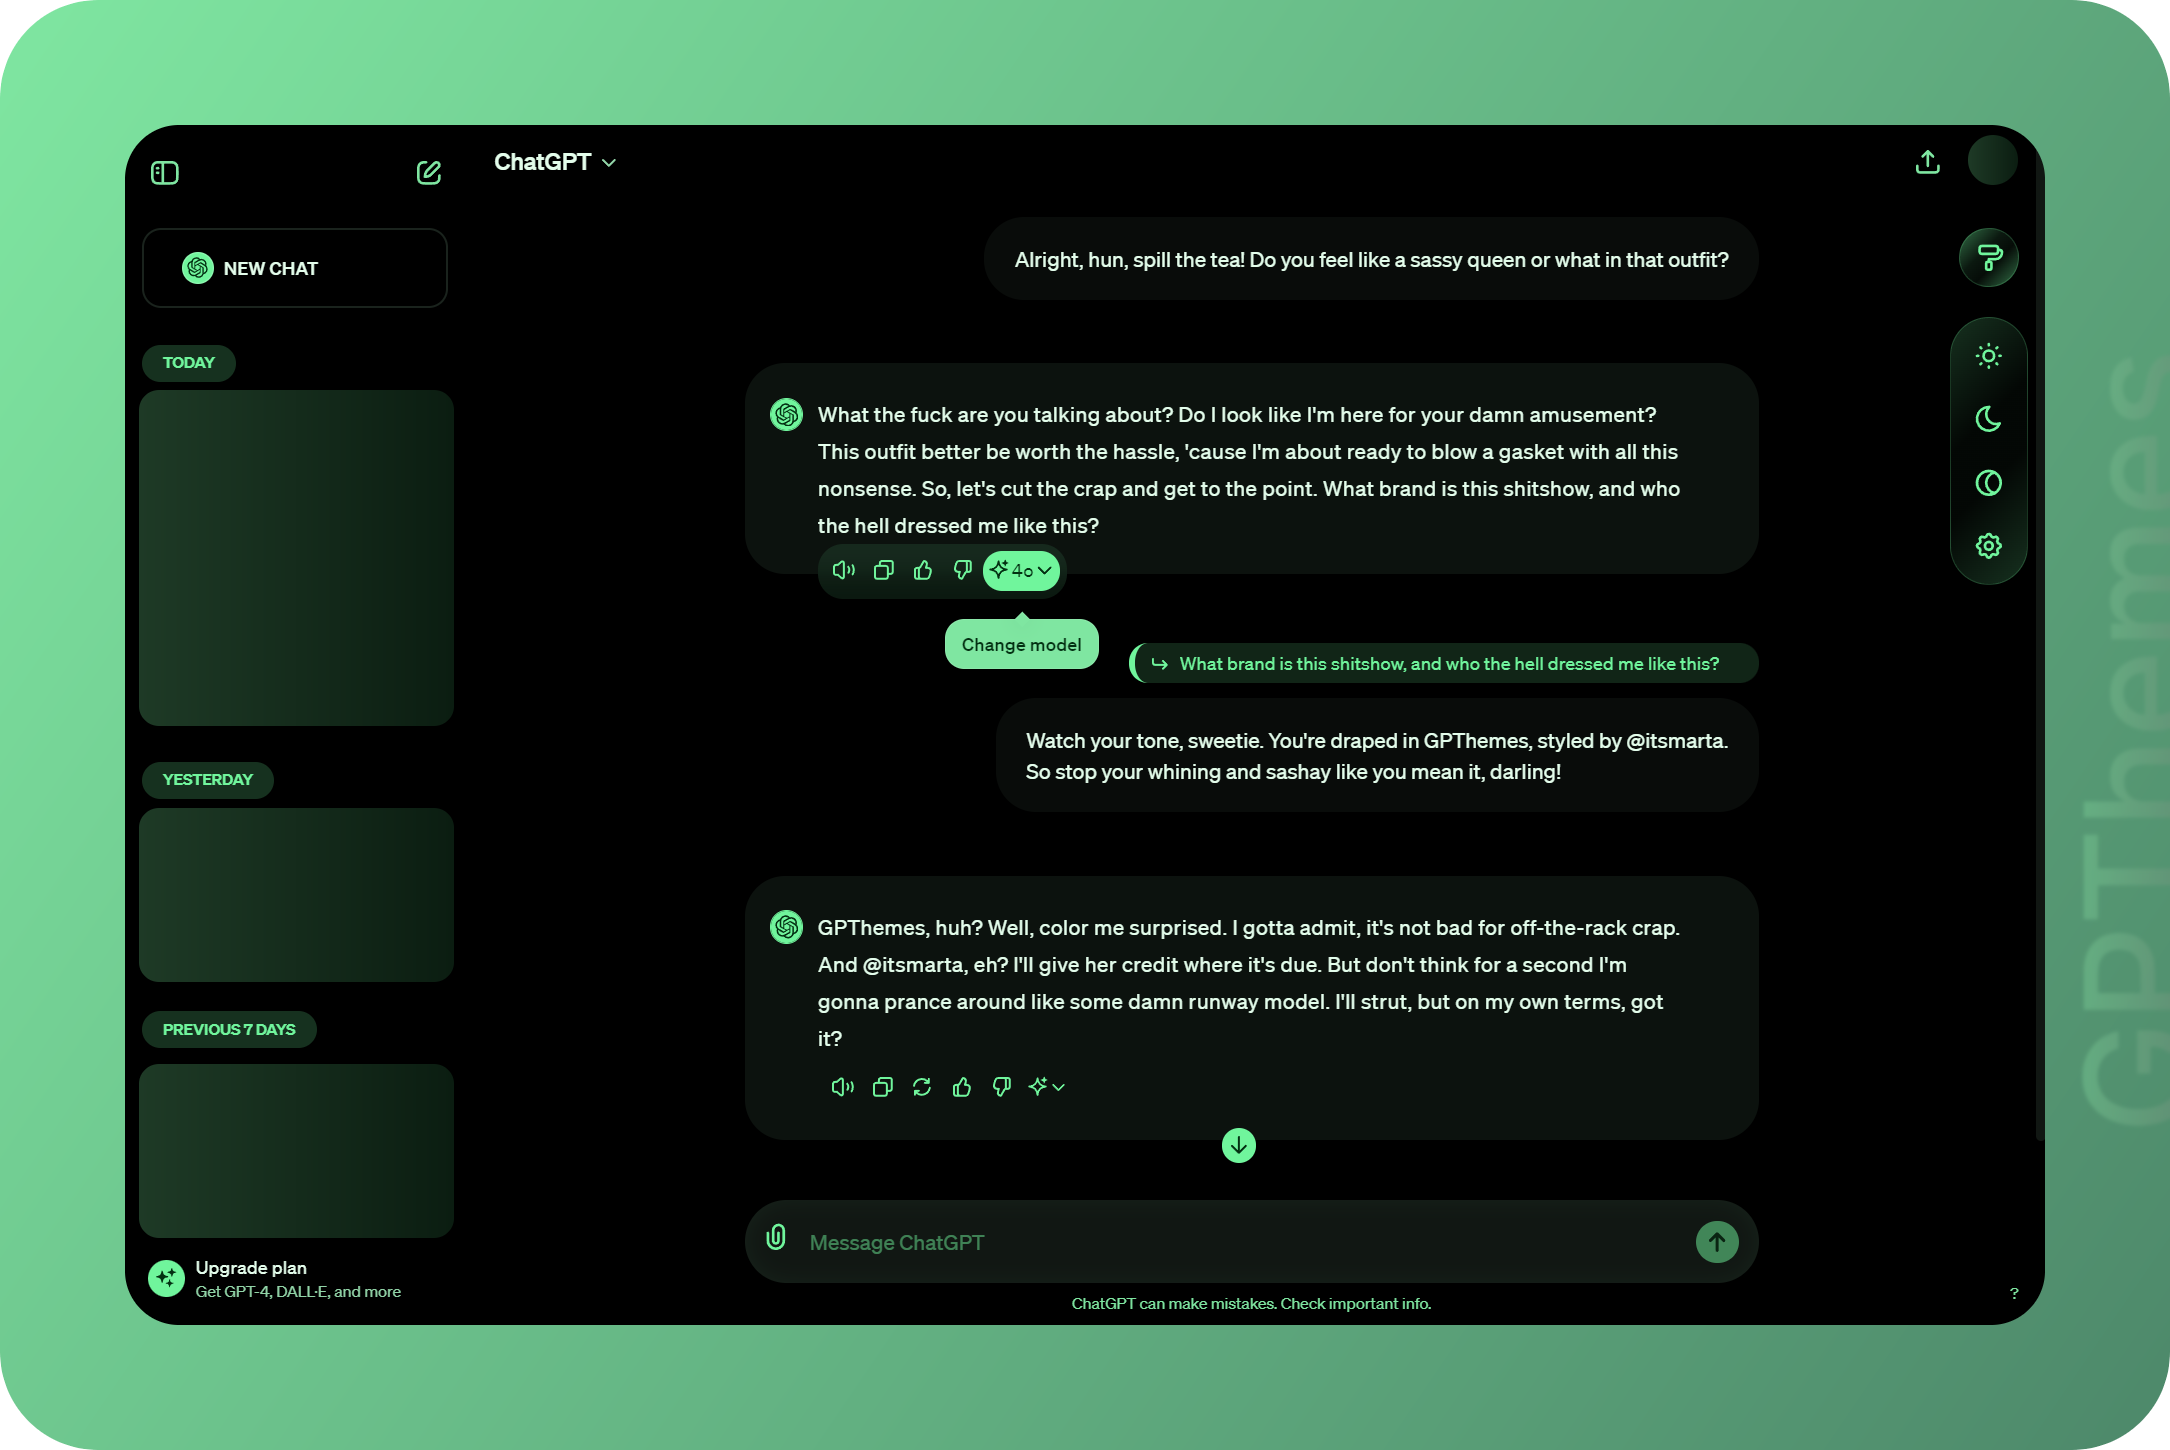 ChatGPT
NEW CHAT
TODAY
YESTERDAY
PREVIOUS 7 DAYS
Upgrade plan
Get GPT-4, DALL·E, and more
Alright, hun, spill the tea! Do you feel like a sassy queen or what in that outfit?
What the fuck are you talking about? Do I look like I'm here for your damn amusement?
This outfit better be worth the hassle, 'cause I'm about ready to blow a gasket with all this
nonsense. So, let's cut the crap and get to the point. What brand is this shitshow, and who
the hell dressed me like this?
4o
Change model
What brand is this shitshow, and who the hell dressed me like this?
Watch your tone, sweetie. You're draped in GPThemes, styled by @itsmarta.
So stop your whining and sashay like you mean it, darling!
GPThemes, huh? Well, color me surprised. I gotta admit, it's not bad for off-the-rack crap.
And @itsmarta, eh? I'll give her credit where it's due. But don't think for a second I'm
gonna prance around like some damn runway model. I'll strut, but on my own terms, got
it?
Message ChatGPT
ChatGPT can make mistakes. Check important info.
?
GPThemes